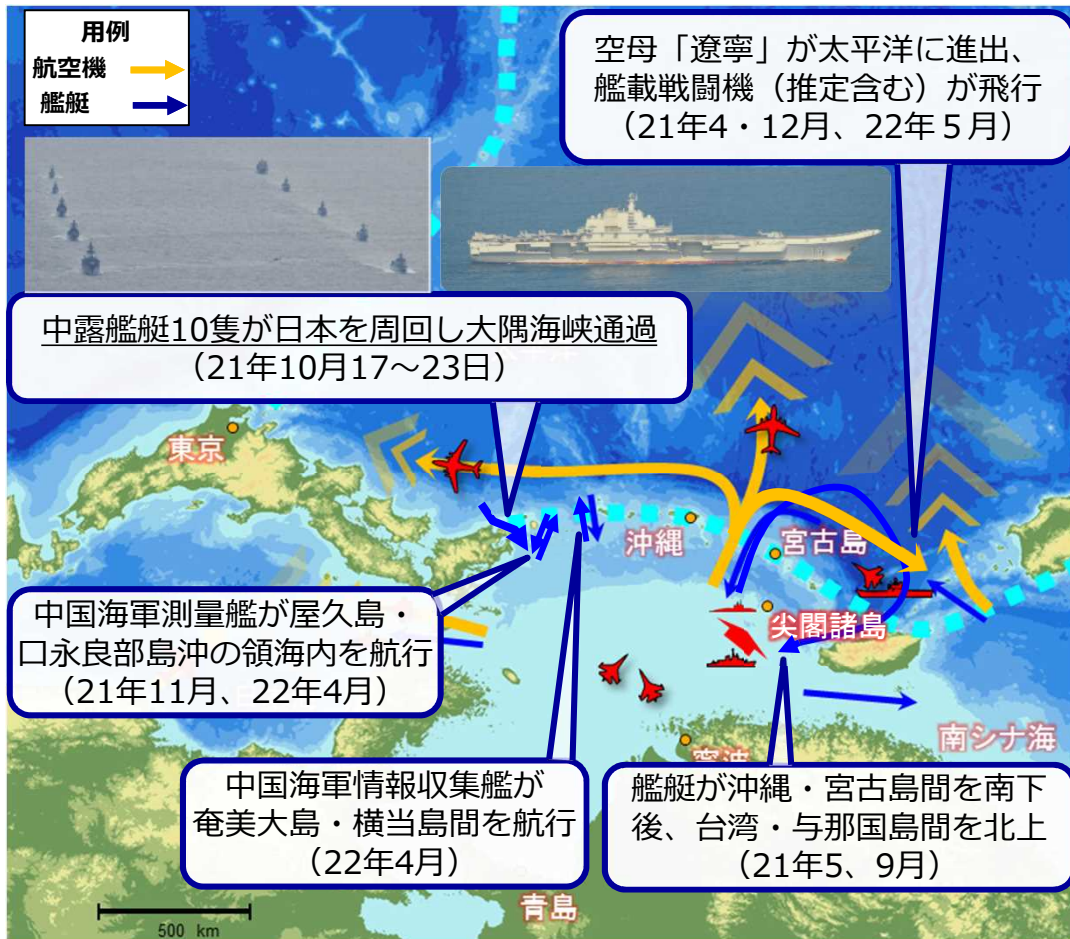 用例
航空機
艦艇
空母「遼寧」が太平洋に進出、
艦載戦闘機（推定含む）が飛行
（21年4・12月、22年５月）
中露艦艇10隻が日本を周回し大隅海峡通過
（21年10月17～23日）
東京
沖縄
宮古島
尖閣諸島
中国海軍測量艦が屋久島・
口永良部島沖の領海内を航行
（21年11月、22年4月）
南シナ海
寧波
中国海軍情報収集艦が
奄美大島・横当島間を航行
（22年4月）
艦艇が沖縄・宮古島間を南下
後、台湾・与那国島間を北上
（21年5、9月）
青島
500 km